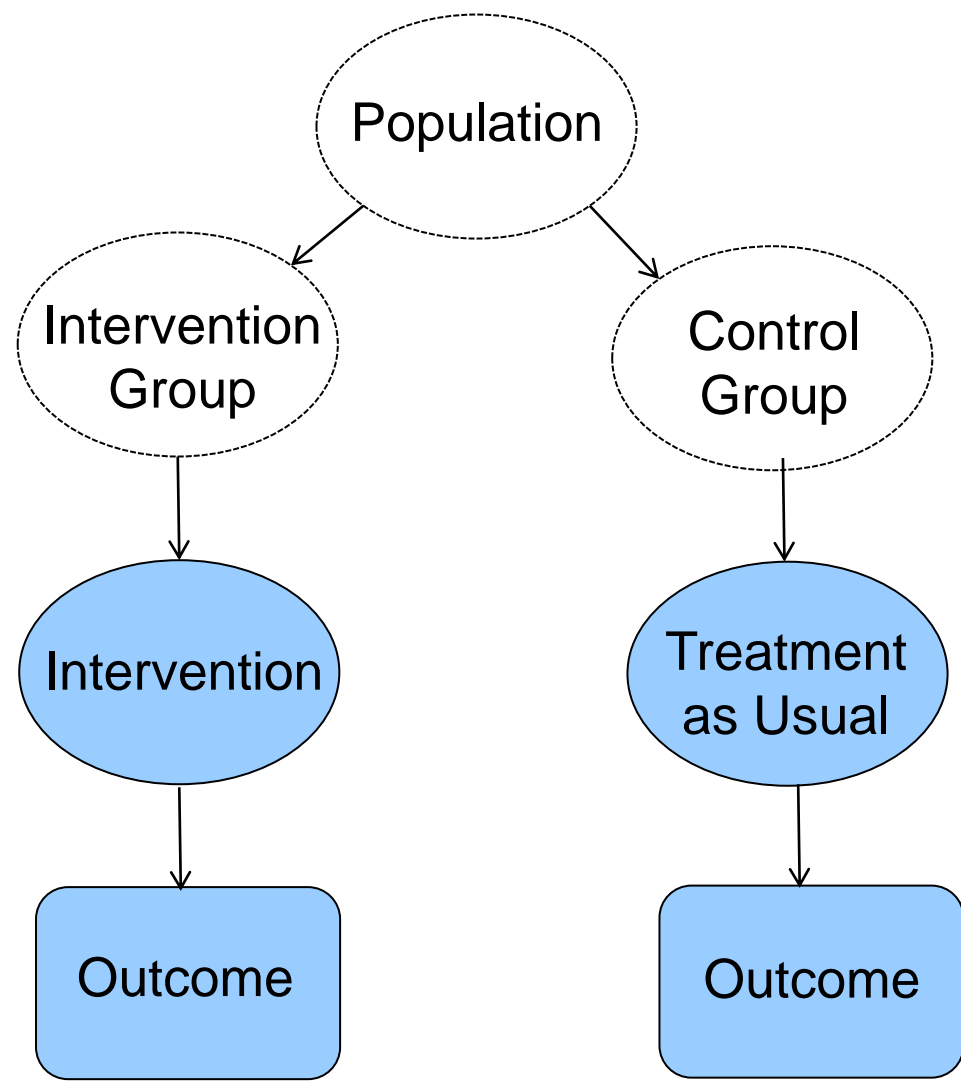 Population
Intervention
Group
Control
Group
Intervention
Treatment
as Usual
Outcome
Outcome